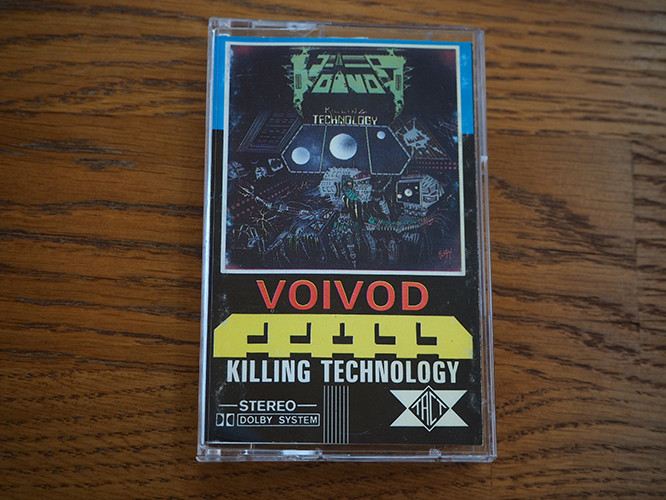 VOIVOD
KILLING
TECHNOLOGY
VOIVOD
KILLING TECHNOLOGY
STEREO
DOLBY SYSTEM
TACT